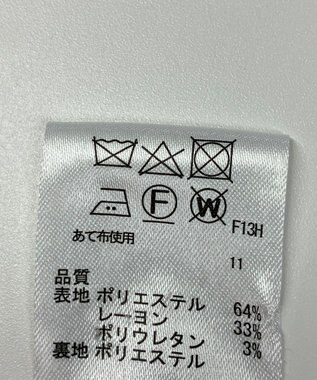 F W F13H
あて布使用
11
品質
表地 ポリエステル 64%
レーヨン 33%
ポリウレタン 3%
裏地 ポリエステル